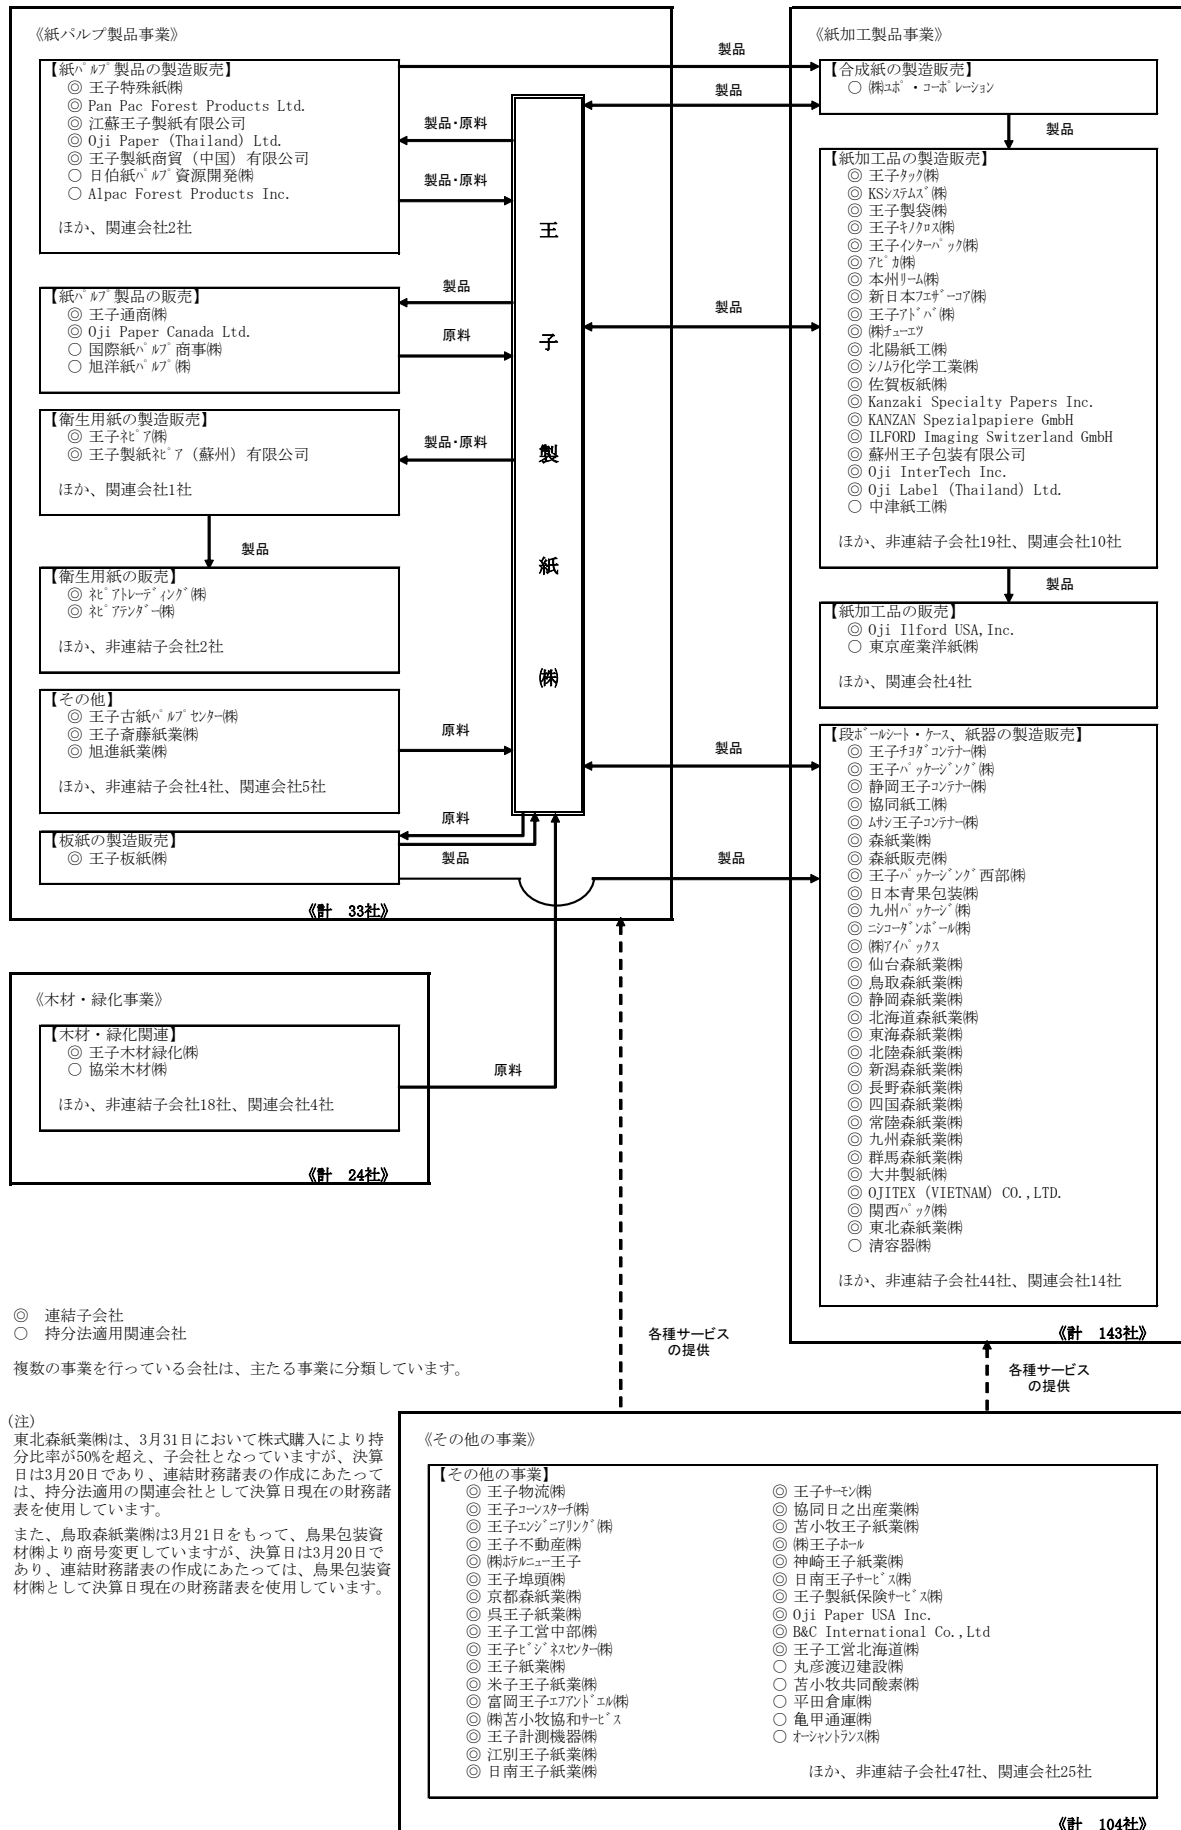 《紙パルプ製品事業》
【紙ﾊﾟﾙﾌﾟ製品の製造販売】
◎ 王子特殊紙㈱
◎ Pan Pac Forest Products Ltd.
◎ 江蘇王子製紙有限公司
◎ Oji Paper (Thailand) Ltd.
◎ 王子製紙商貿（中国）有限公司
○ 日伯紙ﾊﾟﾙﾌﾟ資源開発㈱
○ Alpac Forest Products Inc.
ほか、関連会社2社
【紙ﾊﾟﾙﾌﾟ製品の販売】
◎ 王子通商㈱
◎ Oji Paper Canada Ltd.
○ 国際紙ﾊﾟﾙﾌﾟ商事㈱
○ 旭洋紙ﾊﾟﾙﾌﾟ㈱
【衛生用紙の製造販売】
◎ 王子ﾈﾋﾟｱ㈱
◎ 王子製紙ﾈﾋﾟｱ（蘇州）有限公司
ほか、関連会社1社
製品
【衛生用紙の販売】
◎ ﾈﾋﾟｱﾄﾚｰﾃﾞｨﾝｸﾞ㈱
◎ ﾈﾋﾟｱﾃﾝﾀﾞｰ㈱
ほか、非連結子会社2社
【その他】
◎ 王子古紙ﾊﾟﾙﾌﾟｾﾝﾀｰ㈱
◎ 王子斎藤紙業㈱
◎ 旭進紙業㈱
ほか、非連結子会社4社、関連会社5社
【板紙の製造販売】
◎ 王子板紙㈱
《計　33社》
製品・原料
製品・原料
製品
原料
製品・原料
原料
原料
製品
王
子
製
紙
㈱
製品
製品
製品
製品
製品
《紙加工製品事業》
【合成紙の製造販売】
○ ㈱ﾕﾎﾟ・ｺｰﾎﾟﾚｰｼｮﾝ
製品
【紙加工品の製造販売】
◎ 王子ﾀｯｸ㈱
◎ KSｼｽﾃﾑｽﾞ㈱
◎ 王子製袋㈱
◎ 王子ｷﾉｸﾛｽ㈱
◎ 王子ｲﾝﾀｰﾊﾟｯｸ㈱
◎ ｱﾋﾟｶ㈱
◎ 本州ﾘｰﾑ㈱
◎ 新日本ﾌｴｻﾞｰｺｱ㈱
◎ 王子ｱﾄﾞﾊﾞ㈱
◎ ㈱ﾁｭｰｴﾂ
◎ 北陽紙工㈱
◎ ｼﾉﾑﾗ化学工業㈱
◎ 佐賀板紙㈱
◎ Kanzaki Specialty Papers Inc.
◎ KANZAN Spezialpapiere GmbH
◎ ILFORD Imaging Switzerland GmbH
◎ 蘇州王子包装有限公司
◎ Oji InterTech Inc.
◎ Oji Label (Thailand) Ltd.
○ 中津紙工㈱
ほか、非連結子会社19社、関連会社10社
製品
【紙加工品の販売】
◎ Oji Ilford USA,Inc.
○ 東京産業洋紙㈱
ほか、関連会社4社
【段ﾎﾞｰﾙｼｰﾄ・ｹｰｽ、紙器の製造販売】
◎ 王子ﾁﾖﾀﾞｺﾝﾃﾅｰ㈱
◎ 王子ﾊﾟｯｹｰｼﾞﾝｸﾞ㈱
◎ 静岡王子ｺﾝﾃﾅｰ㈱
◎ 協同紙工㈱
◎ ﾑｻｼ王子ｺﾝﾃﾅｰ㈱
◎ 森紙業㈱
◎ 森紙販売㈱
◎ 王子ﾊﾟｯｹｰｼﾞﾝｸﾞ西部㈱
◎ 日本青果包装㈱
◎ 九州ﾊﾟｯｹｰｼﾞ㈱
◎ ﾆｼｺｰﾀﾞﾝﾎﾞｰﾙ㈱
◎ ㈱ｱｲﾊﾟｯｸｽ
◎ 仙台森紙業㈱
◎ 鳥取森紙業㈱
◎ 静岡森紙業㈱
◎ 北海道森紙業㈱
◎ 東海森紙業㈱
◎ 北陸森紙業㈱
◎ 新潟森紙業㈱
◎ 長野森紙業㈱
◎ 四国森紙業㈱
◎ 常陸森紙業㈱
◎ 九州森紙業㈱
◎ 群馬森紙業㈱
◎ 大井製紙㈱
◎ OJITEX (VIETNAM) CO.,LTD.
◎ 関西ﾊﾟｯｸ㈱
◎ 東北森紙業㈱
○ 清容器㈱
ほか、非連結子会社44社、関連会社14社
《計　143社》
《木材・緑化事業》
【木材・緑化関連】
◎ 王子木材緑化㈱
○ 協栄木材㈱
ほか、非連結子会社18社、関連会社4社
《計　24社》
原料
◎　連結子会社
○　持分法適用関連会社
複数の事業を行っている会社は、主たる事業に分類しています。
各種サービス
の提供
各種サービス
の提供
(注)
東北森紙業㈱は、3月31日において株式購入により持
分比率が50%を超え、子会社となっていますが、決算
日は3月20日であり、連結財務諸表の作成にあたって
は、持分法適用の関連会社として決算日現在の財務諸
表を使用しています。
また、鳥取森紙業㈱は3月21日をもって、鳥果包装資
材㈱より商号変更していますが、決算日は3月20日で
あり、連結財務諸表の作成にあたっては、鳥果包装資
材㈱として決算日現在の財務諸表を使用しています。
《その他の事業》
【その他の事業】
◎ 王子物流㈱
◎ 王子ｺｰﾝｽﾀｰﾁ㈱
◎ 王子ｴﾝｼﾞﾆｱﾘﾝｸﾞ㈱
◎ 王子不動産㈱
◎ ㈱ﾎﾃﾙﾆｭｰ王子
◎ 王子埠頭㈱
◎ 京都森紙業㈱
◎ 呉王子紙業㈱
◎ 王子工営中部㈱
◎ 王子ﾋﾞｼﾞﾈｽｾﾝﾀｰ㈱
◎ 王子紙業㈱
◎ 米子王子紙業㈱
◎ 富岡王子ｴﾌｱﾝﾄﾞｴﾙ㈱
◎ ㈱苫小牧協和ｻｰﾋﾞｽ
◎ 王子計測機器㈱
◎ 江別王子紙業㈱
◎ 日南王子紙業㈱
◎ 王子ｻｰﾓﾝ㈱
◎ 協同日之出産業㈱
◎ 苫小牧王子紙業㈱
◎ ㈱王子ﾎｰﾙ
◎ 神崎王子紙業㈱
◎ 日南王子ｻｰﾋﾞｽ㈱
◎ 王子製紙保険ｻｰﾋﾞｽ㈱
◎ Oji Paper USA Inc.
◎ B&C International Co.,Ltd
◎ 王子工営北海道㈱
○ 丸彦渡辺建設㈱
○ 苫小牧共同酸素㈱
○ 平田倉庫㈱
○ 亀甲通運㈱
○ ｵｰｼｬﾝﾄﾗﾝｽ㈱
ほか、非連結子会社47社、関連会社25社
《計　104社》